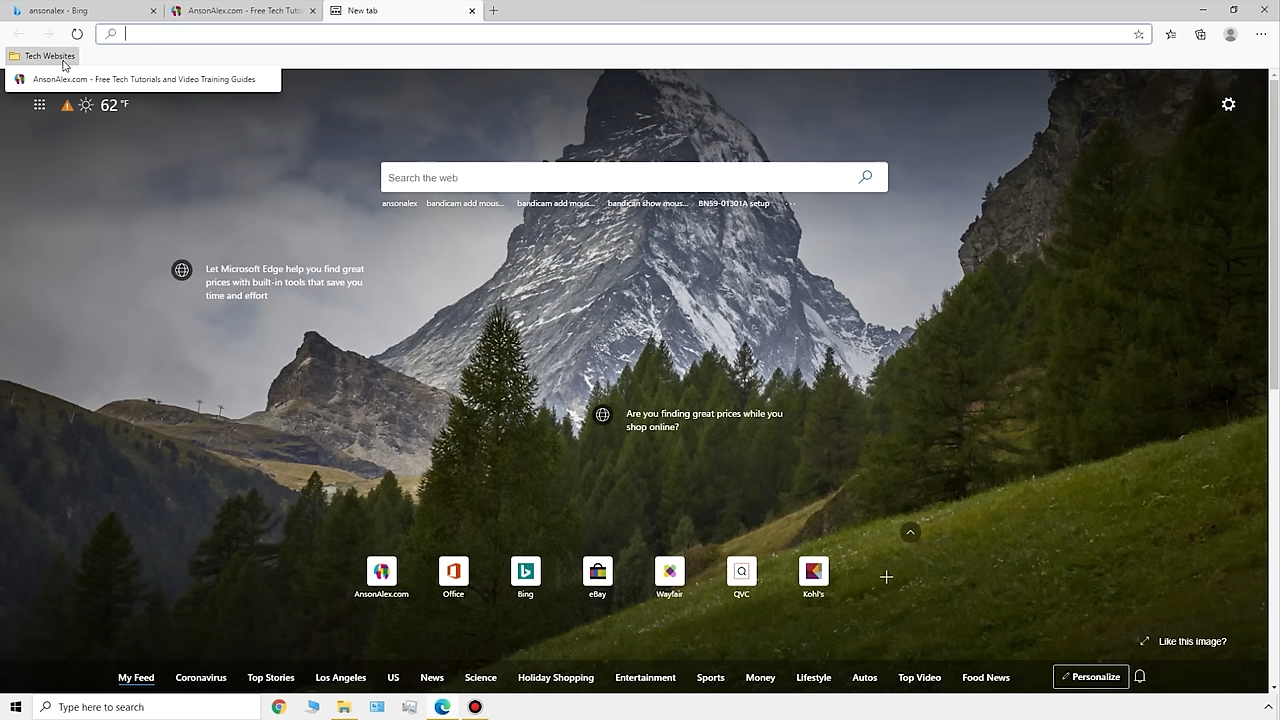 ansonalex - Bing
AnsonAlex.com - Free Tech Tuto
New tab
Tech Websites
AnsonAlex.com - Free Tech Tutorials and Video Training Guides
62 °F
Search the web
ansonalex
bandicam add mous...
bandicam add mous...
bandican show mous...
BN59-01301A setup
Let Microsoft Edge help you find great
prices with built-in tools that save you
time and effort
Are you finding great prices while you
shop online?
AnsonAlex.com
Office
Bing
eBay
Wayfair
QVC
Kohl's
Like this image?
My Feed
Coronavirus
Top Stories
Los Angeles
US
News
Science
Holiday Shopping
Entertainment
Sports
Money
Lifestyle
Autos
Top Video
Food News
Personalize
Type here to search